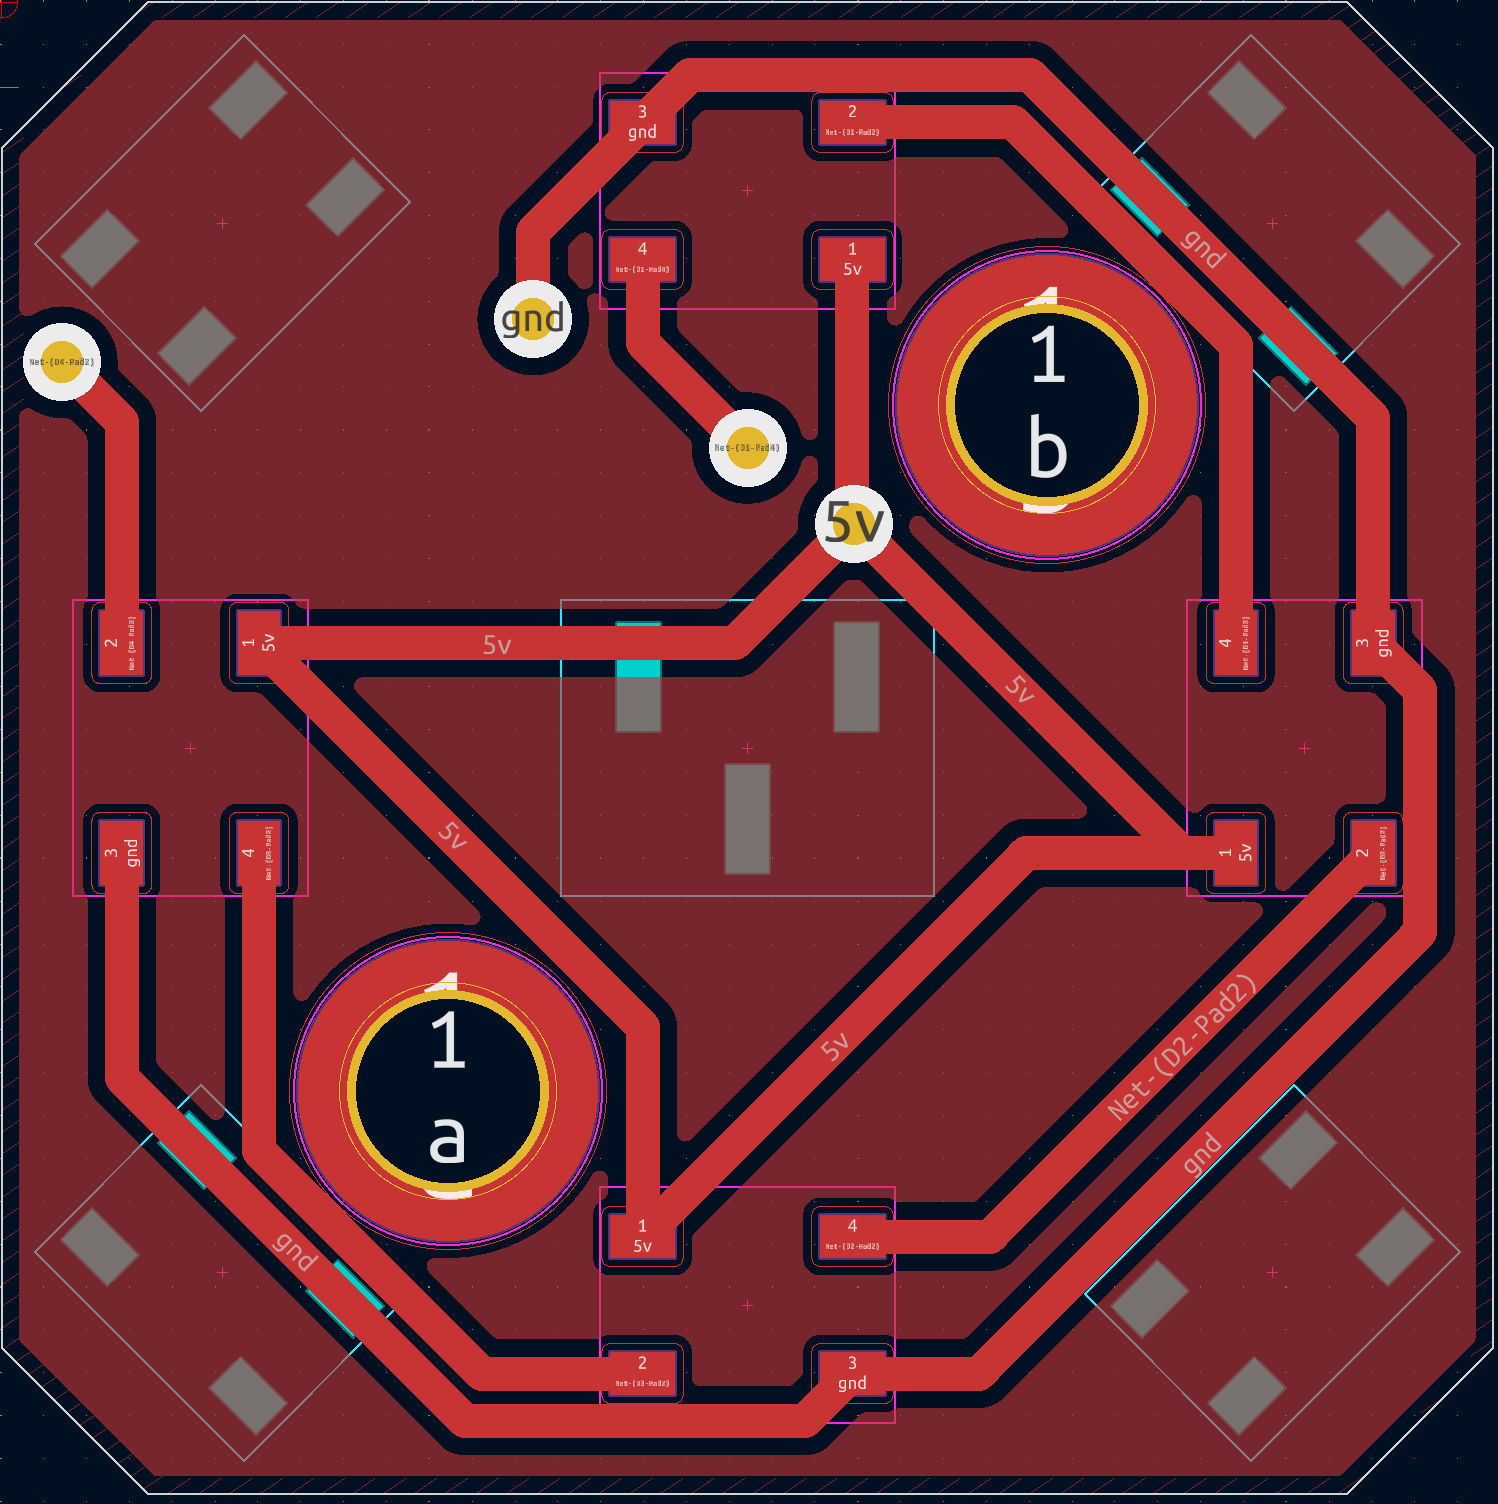 3
gnd
2
Net-(D1-Pad2)
4
Net-(D1-Pad4)
1
5v
gnd
gnd
Net-(D4-Pad2)
Net-(D1-Pad4)
1
b
5v
2
Net-(D4-Pad2)
1
5v
5v
5v
4
Net-(D1-Pad2)
3
gnd
5v
3
gnd
4
Net-(D3-Pad2)
1
5v
2
Net-(D2-Pad2)
1
a
5v
Net-(D2-Pad2)
gnd
gnd
1
5v
4
Net-(D2-Pad2)
2
Net-(D3-Pad2)
3
gnd